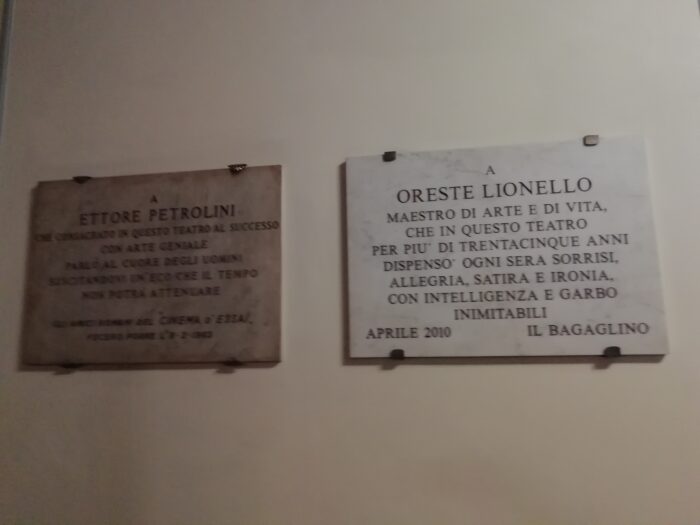 A
ETTORE PETROLINI
CHE CONSACRATO IN QUESTO TEATRO AL SUCCESSO
CON ARTE GENIALE
PARLÒ AL CUORE DEGLI UOMINI
SUSCITANDO UN'ECO CHE IL TEMPO
NON POTRÀ ATTENUARE
GLI AMICI ROMANI DEL CINEMA D'ESSAI
POCERO
A
ORESTE LIONELLO
MAESTRO DI ARTE E DI VITA,
CHE IN QUESTO TEATRO
PER PIU' DI TRENTACINQUE ANNI
DISPENSO' OGNI SERA SORRISI,
ALLEGRIA, SATIRA E IRONIA,
CON INTELLIGENZA E GARBO
INIMITABILI
APRILE 2010 IL BAGAGLINO